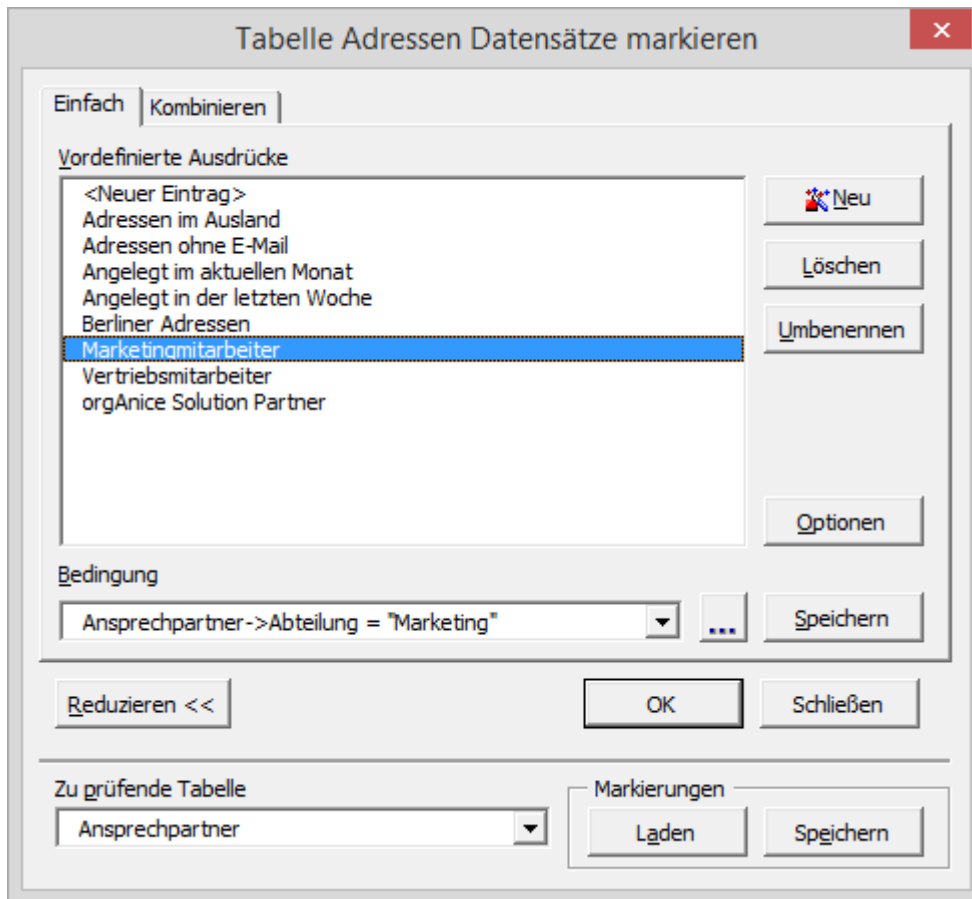 Tabelle Adressen Datensätze markieren
Einfach
Kombinieren
Vordefinierte Ausdrücke
<Neuer Eintrag>
Adressen im Ausland
Adressen ohne E-Mail
Angelegt im aktuellen Monat
Angelegt in der letzten Woche
Berliner Adressen
Marketingmitarbeiter
Vertriebsmitarbeiter
orgAnice Solution Partner
Neu
Löschen
Umbenennen
Optionen
Bedingung
Ansprechpartner->Abteilung = "Marketing"
...
Speichern
Reduzieren <<
OK
Schließen
Zu prüfende Tabelle
Ansprechpartner
Markierungen
Laden
Speichern